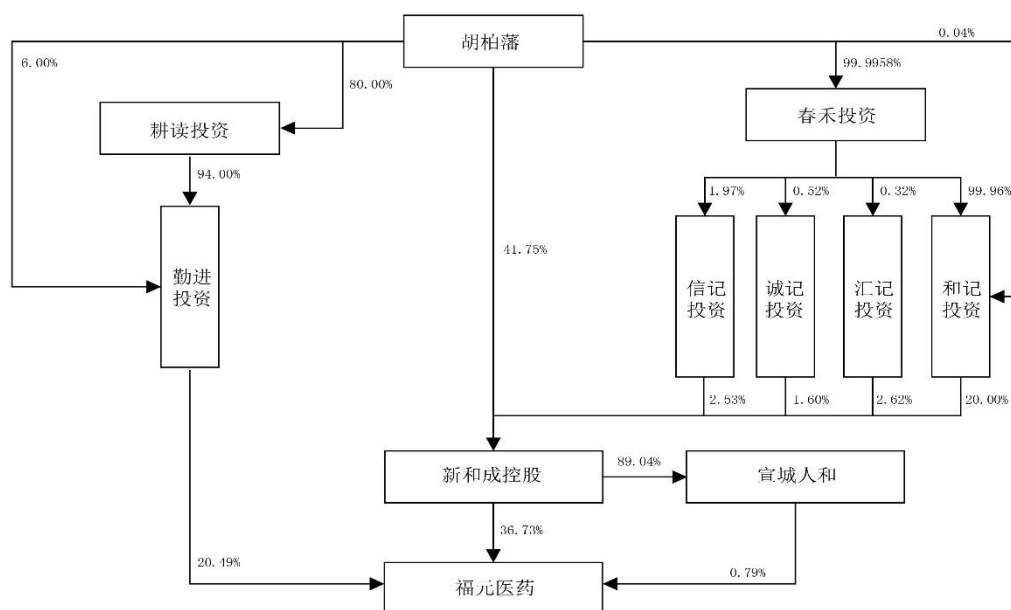 胡柏藩
0.04%
6.00%
80.00%
99.9958%
耕读投资
春禾投资
94.00%
1.97%
0.52%
0.32%
99.96%
勤进
投资
41.75%
信记
投资
诚记
投资
汇记
投资
和记
投资
2.53%
1.60%
2.62%
20.00%
新和成控股
89.04%
宣城人和
36.73%
20.49%
福元医药
0.79%